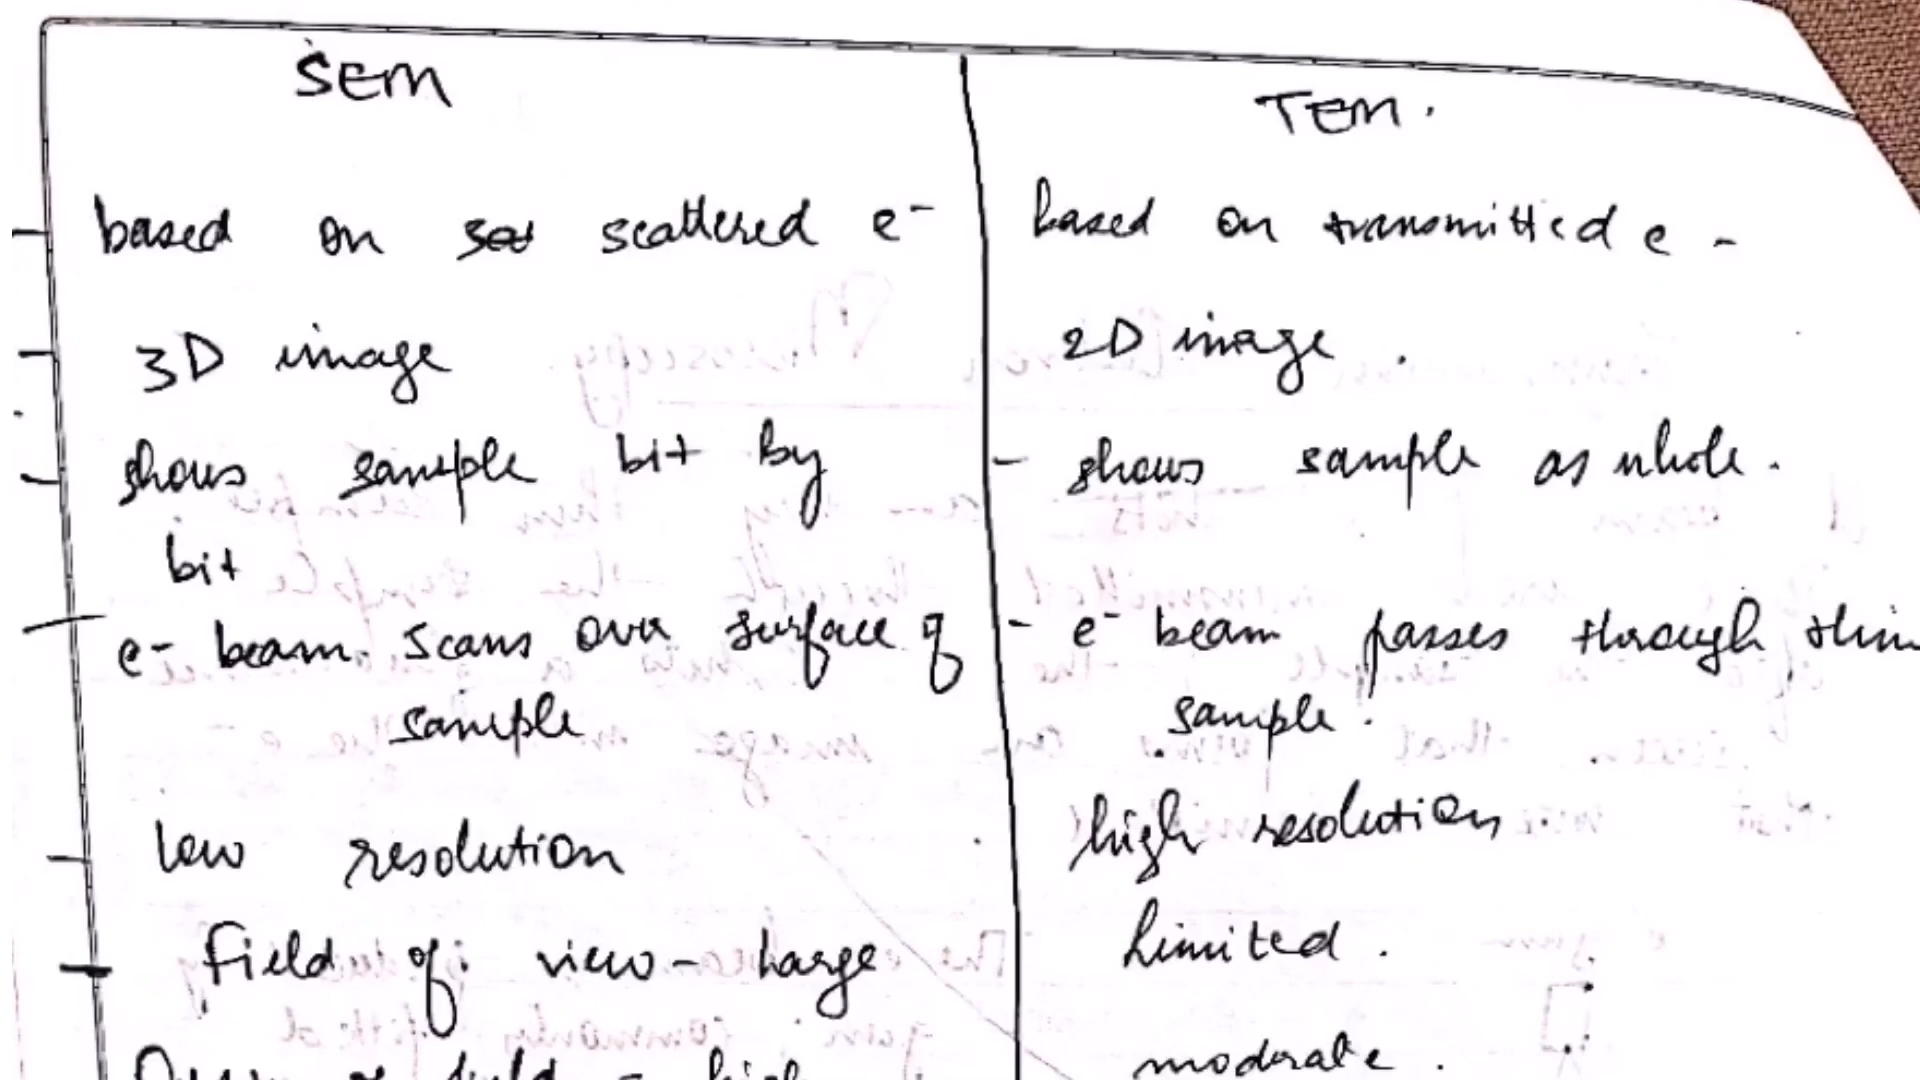 SEM
TEM.
based on scattered e-
based on transmitted e -
3D image
2D image .
shows sample bit by
bit
- shows sample as whole .
e- beam scans over surface of
sample
- e- beam passes through thin
sample .
low resolution
high resolution
field of view - large
limited .
field - high
moderate .